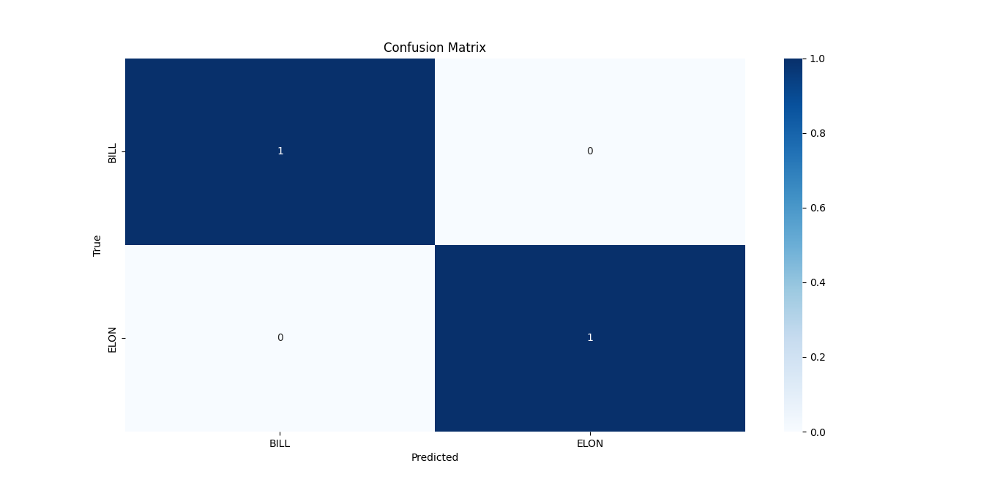 Confusion Matrix
1.0
BILL
1
0
0.8
0.6
True
0.4
ELON
0
1
0.2
0.0
BILL
ELON
Predicted